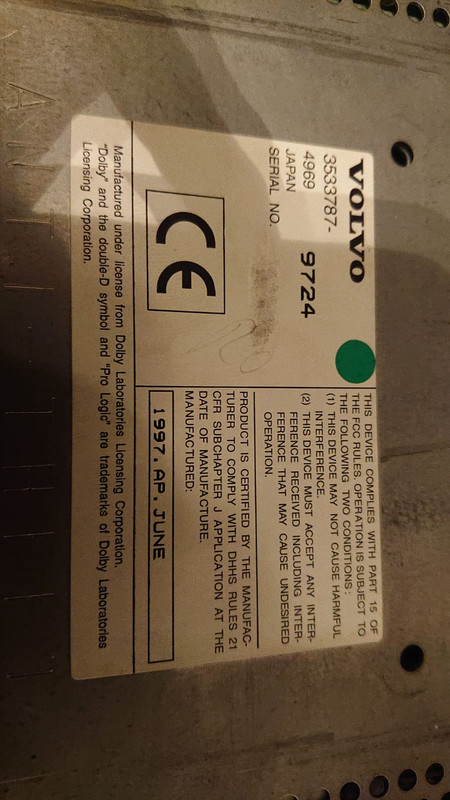 VOLVO
3533787-
4969 9724
JAPAN
SERIAL NO.
CE
THIS DEVICE COMPLIES WITH PART 15 OF
THE FCC RULES. OPERATION IS SUBJECT TO
THE FOLLOWING TWO CONDITIONS:
(1) THIS DEVICE MAY NOT CAUSE HARMFUL
INTERFERENCE.
(2) THIS DEVICE MUST ACCEPT ANY INTER-
FERENCE RECEIVED INCLUDING INTER-
FERENCE THAT MAY CAUSE UNDESIRED
OPERATION.
PRODUCT IS CERTIFIED BY THE MANUFAC-
TURER TO COMPLY WITH DHHS RULES 21
CFR SUBCHAPTER J APPLICATION AT THE
DATE OF MANUFACTURE.
MANUFACTURED:
1997.AP.JUNE
Manufactured under license from Dolby Laboratories Licensing Corporation.
"Dolby" and the double-D symbol and "Pro Logic" are trademarks of Dolby Laboratories
Licensing Corporation.